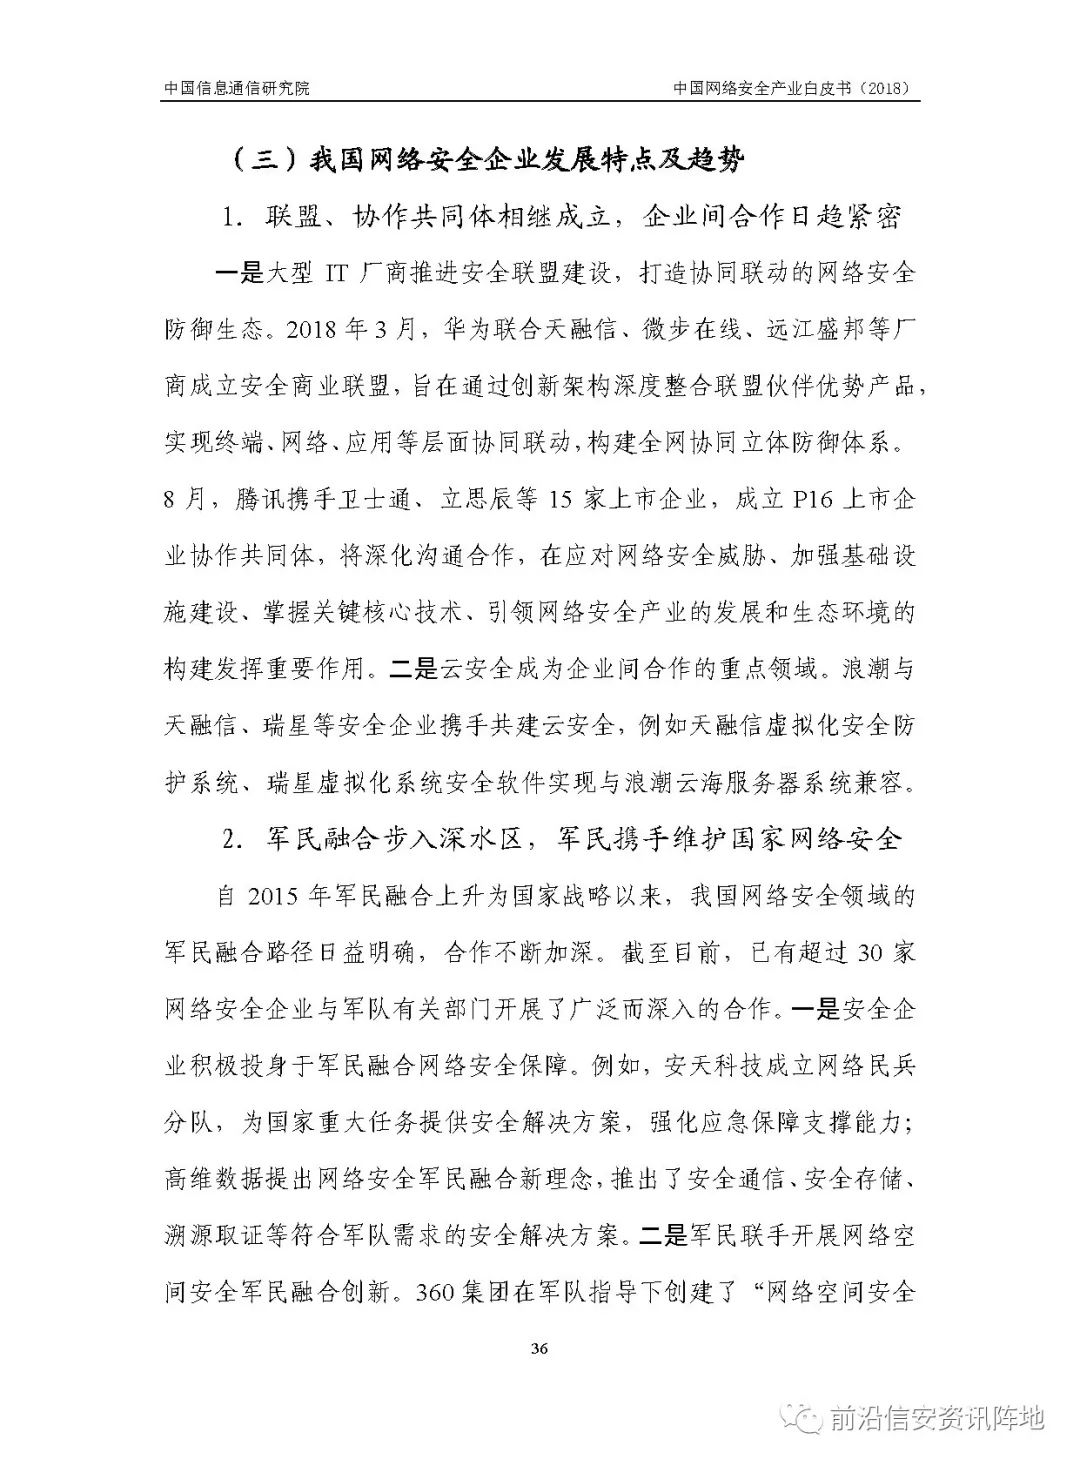 中国信息通信研究院
中国网络安全产业白皮书（2018）
（三）我国网络安全企业发展特点及趋势
1. 联盟、协作共同体相继成立，企业间合作日趋紧密
一是大型 IT 厂商推进安全联盟建设，打造协同联动的网络安全
防御生态。2018 年 3 月，华为联合天融信、微步在线、远江盛邦等厂
商成立安全商业联盟，旨在通过创新架构深度整合联盟伙伴优势产品，
实现终端、网络、应用等层面协同联动，构建全网协同立体防御体系。
8 月，腾讯携手卫士通、立思辰等 15 家上市企业，成立 P16 上市企
业协作共同体，将深化沟通合作，在应对网络安全威胁、加强基础设
施建设、掌握关键核心技术、引领网络安全产业的发展和生态环境的
构建发挥重要作用。二是云安全成为企业间合作的重点领域。浪潮与
天融信、瑞星等安全企业携手共建云安全，例如天融信虚拟化安全防
护系统、瑞星虚拟化系统安全软件实现与浪潮云海服务器系统兼容。
2. 军民融合步入深水区，军民携手维护国家网络安全
自 2015 年军民融合上升为国家战略以来，我国网络安全领域的
军民融合路径日益明确，合作不断加深。截至目前，已有超过 30 家
网络安全企业与军队有关部门开展了广泛而深入的合作。一是安全企
业积极投身于军民融合网络安全保障。例如，安天科技成立网络民兵
分队，为国家重大任务提供安全解决方案，强化应急保障支撑能力；
高维数据提出网络安全军民融合新理念，推出了安全通信、安全存储、
溯源取证等符合军队需求的安全解决方案。二是军民联手开展网络空
间安全军民融合创新。360 集团在军队指导下创建了“网络空间安全
36
前沿信安资讯阵地